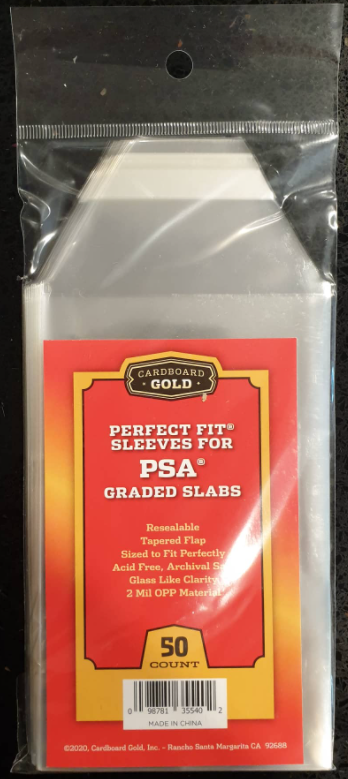 CARDBOARD
GOLD
PERFECT FIT®
SLEEVES FOR
PSA®
GRADED SLABS
Resealable
Tapered Flap
Sized to Fit Perfectly
Acid Free, Archival
Glass Like Clarity
2 Mil OPP Material
50
COUNT
0 98781 35540 2
MADE IN CHINA
©2020, Cardboard Gold, Inc. - Rancho Santa Margarita CA 92688